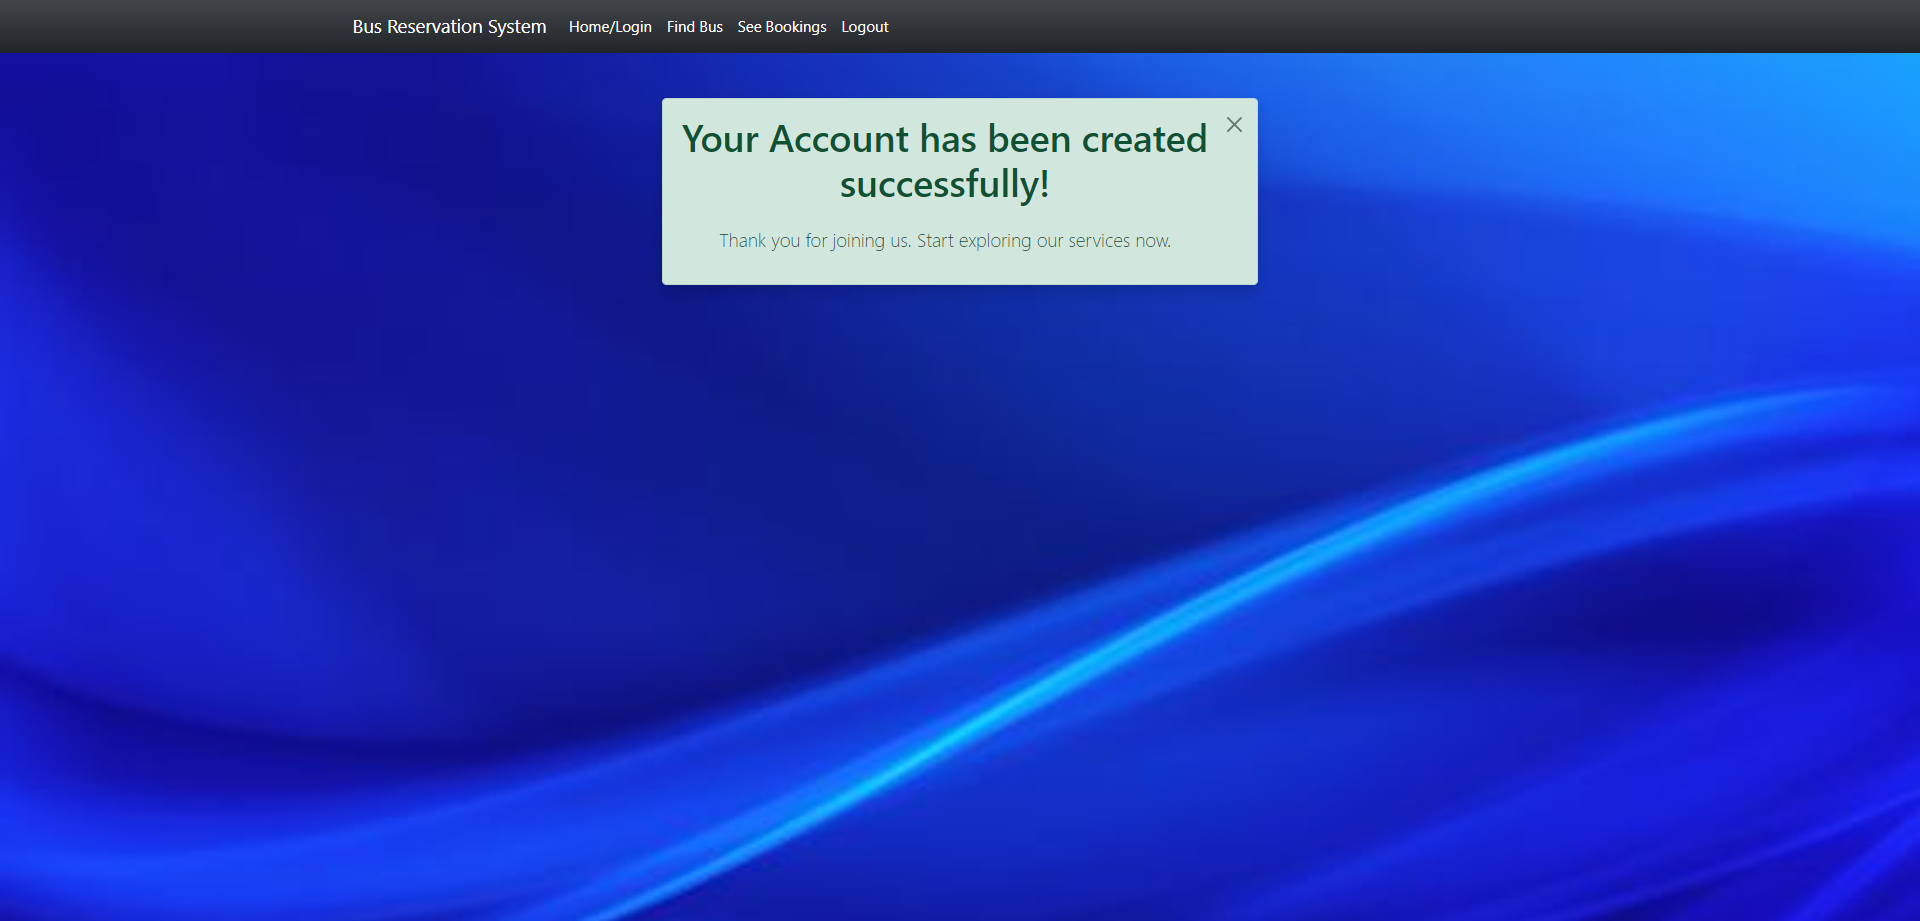 Bus Reservation System Home/Login Find Bus See Bookings Logout
Your Account has been created
successfully!
Thank you for joining us. Start exploring our services now.